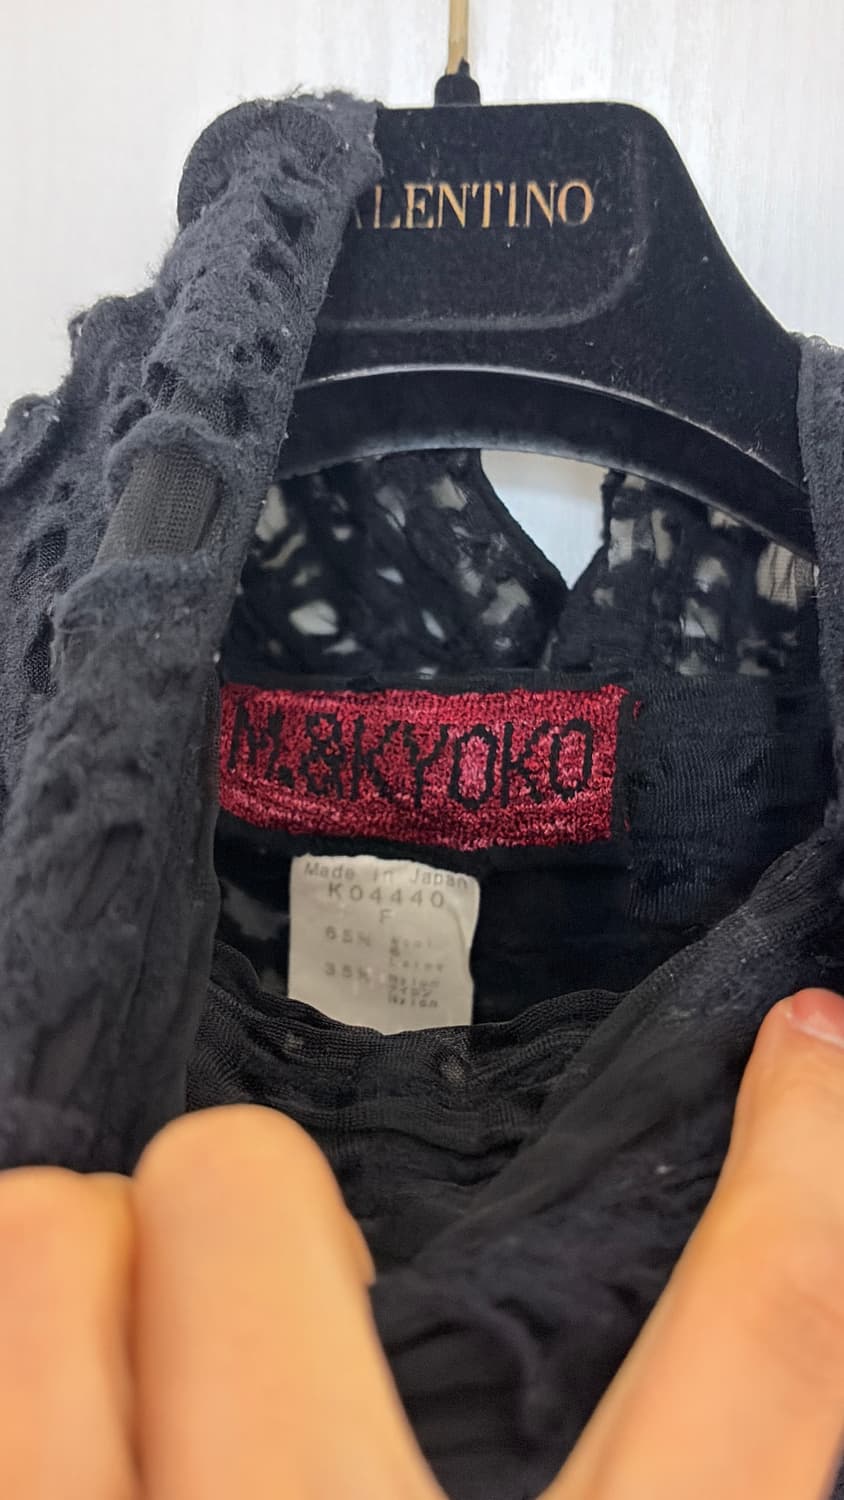 ALENTINO
M.&KYOKO
Made in Japan
K04440
F
65%
35%